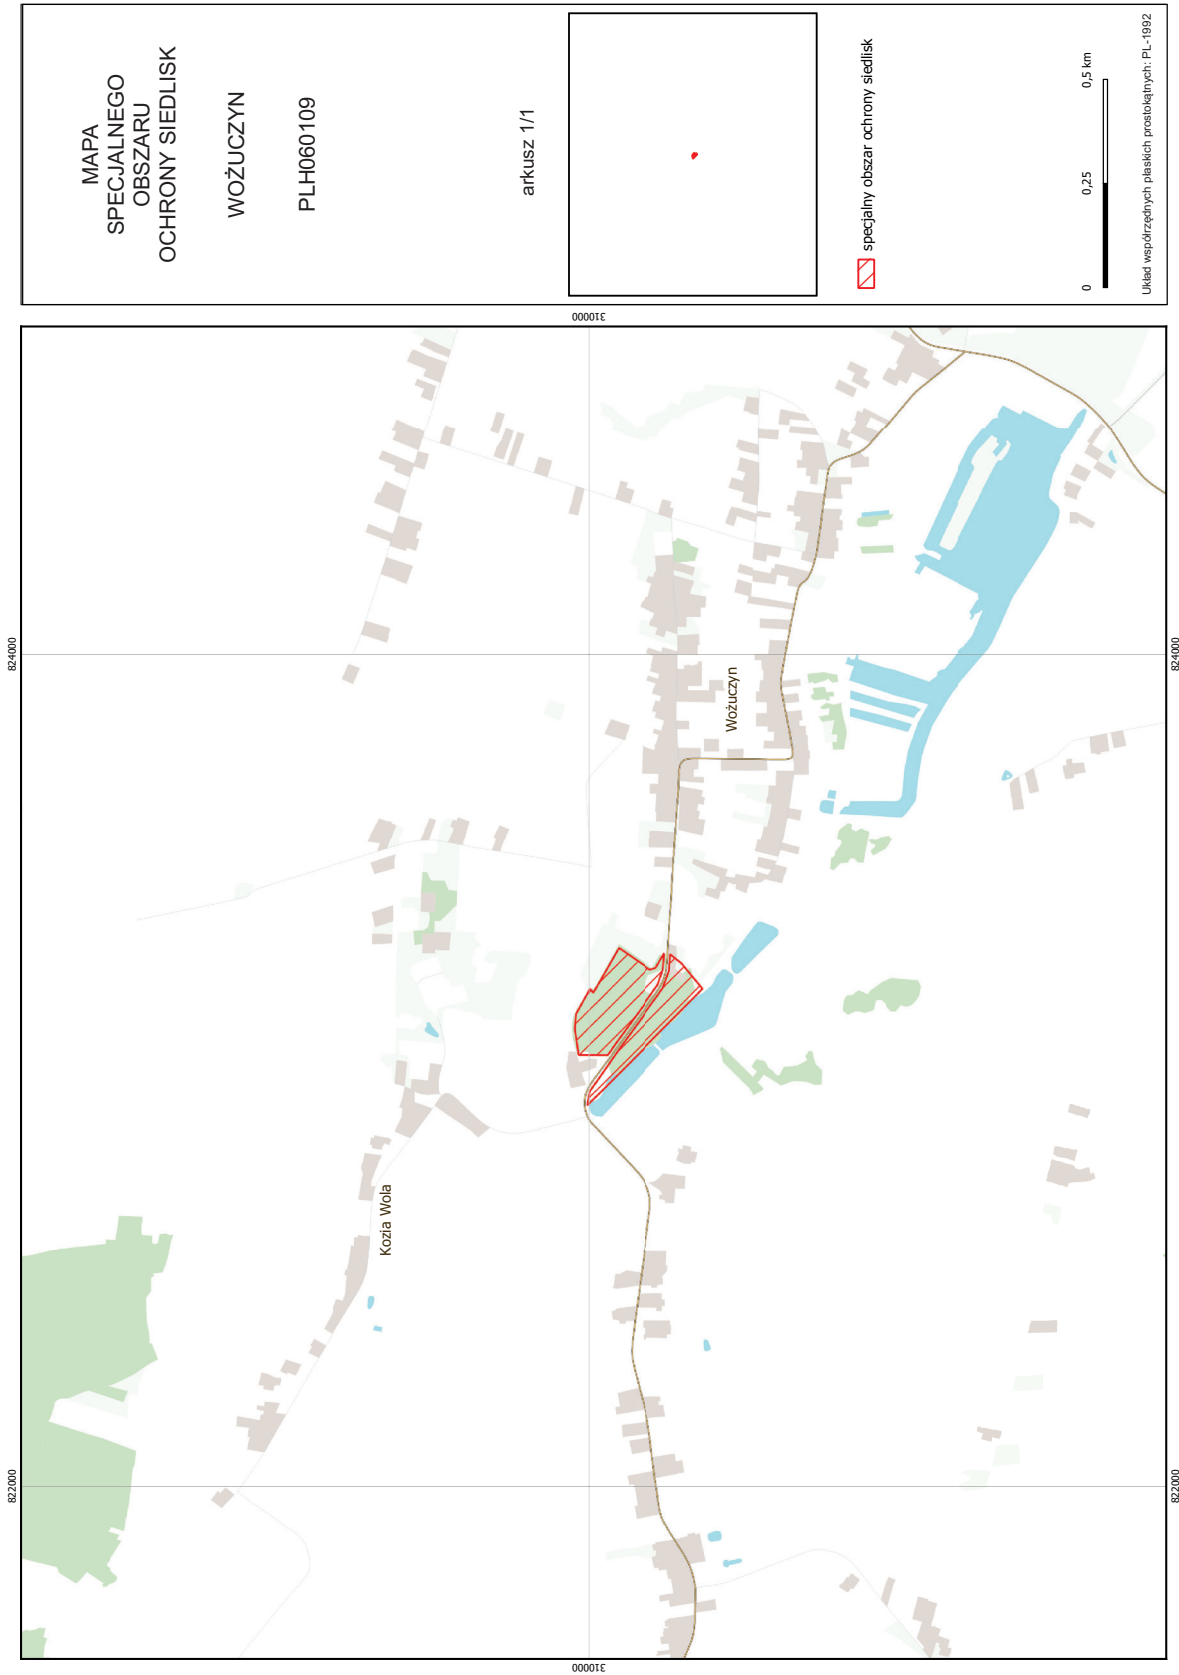 MAPA
SPECJALNEGO
OBSZARU
OCHRONY SIEDLISK
WOŻUCZYN
PLH060109
arkusz 1/1
specjalny obszar ochrony siedlisk
0 0,25 0,5 km
Układ współrzędnych płaskich prostokątnych: PL-1992
822000
824000
310000
310000
Kozia Wola
Wożuczyn
822000
824000